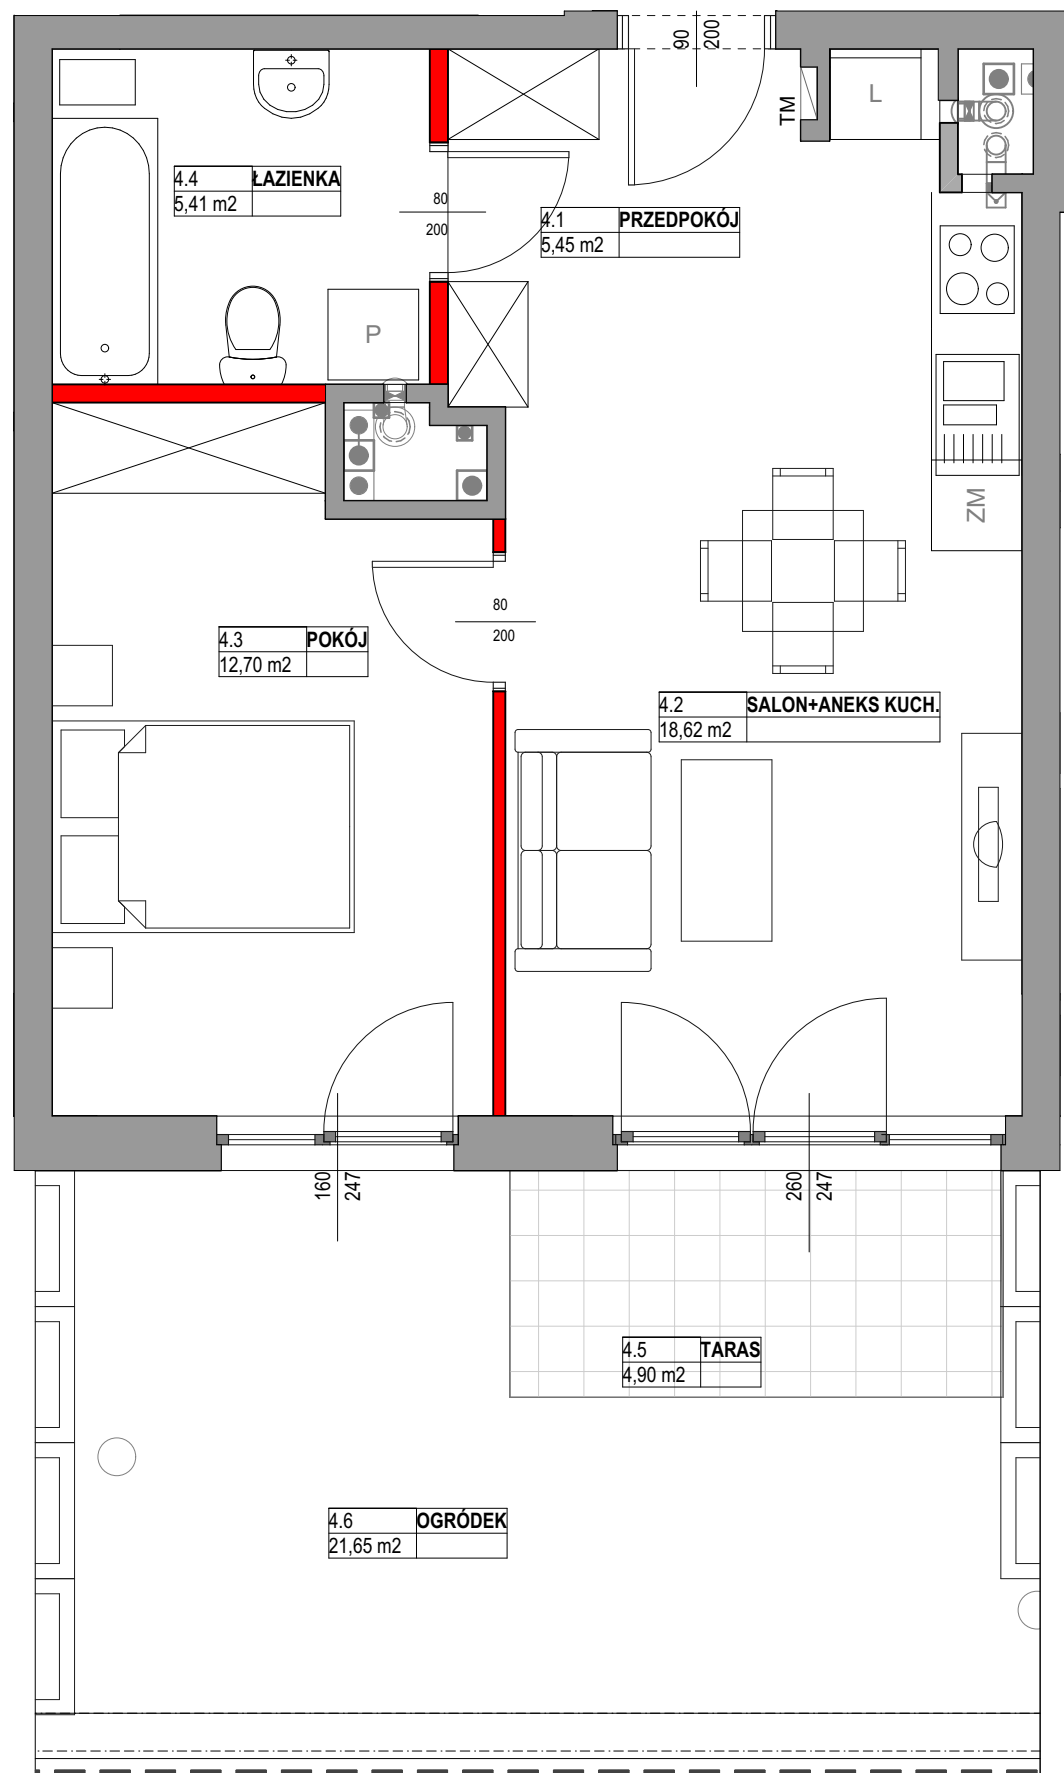 90
200
TM
L
4.4 ŁAZIENKA
5,41 m2
80
200
4.1 PRZEDPOKÓJ
5,45 m2
P
ZM
80
200
4.3 POKÓJ
12,70 m2
4.2 SALON+ANEKS KUCH.
18,62 m2
160
247
260
247
4.5 TARAS
4,90 m2
4.6 OGRÓDEK
21,65 m2